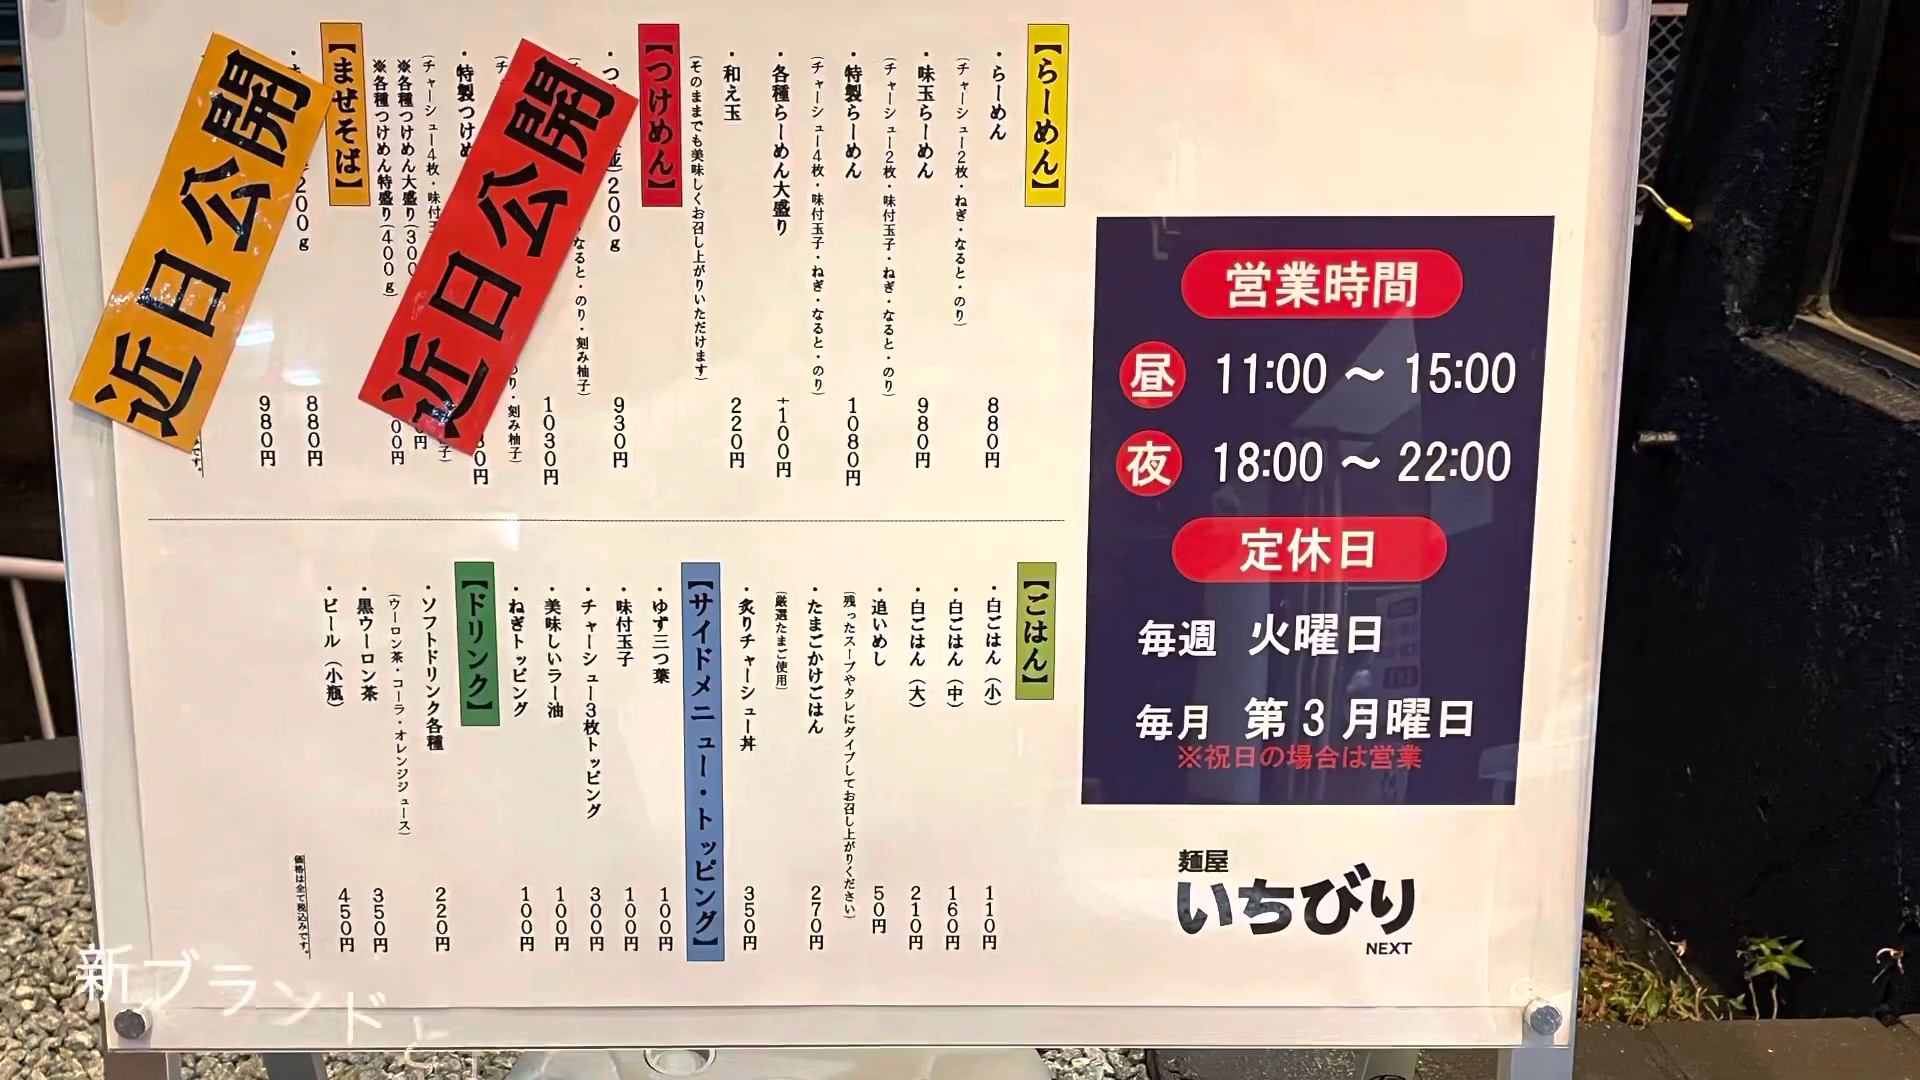 【らーめん】
・らーめん 880円
(チャーシュー2枚・ねぎ・なると・のり)
・味玉らーめん 980円
(チャーシュー2枚・味付玉子・ねぎ・なると・のり)
・特製らーめん 1080円
(チャーシュー4枚・味付玉子・ねぎ・なると・のり)
・各種らーめん大盛り +100円
・和え玉 220円
(そのままでも美味しくお召し上がりいただけます)
【つけめん】
200g 930円
なると・のり・刻み柚子)
1030円
・刻み柚子)
・特製つけめ
(チャーシュー4枚・味付
※各種つけめん大盛り(300
※各種つけめん特盛り(400g)
近日公開
【まぜそば】
200g 880円
980円
近日公開
【ごはん】
・白ごはん(小) 110円
・白ごはん(中) 160円
・白ごはん(大) 210円
・追いめし 50円
(残ったスープやタレにダイブしてお召し上がりください)
・たまごかけごはん 270円
(厳選たまご使用)
・炙りチャーシュー丼 350円
【サイドメニュー・トッピング】
・ゆず三つ葉 100円
・味付玉子 100円
・チャーシュー3枚トッピング 300円
・美味しいラー油 100円
・ねぎトッピング 100円
【ドリンク】
・ソフトドリンク各種 220円
(ウーロン茶・コーラ・オレンジジュース)
・黒ウーロン茶 350円
・ビール(小瓶) 450円
価格は全て税込みです。
営業時間
昼 11:00 〜 15:00
夜 18:00 〜 22:00
定休日
毎週 火曜日
毎月 第3月曜日
※祝日の場合は営業
麺屋
いちびり
NEXT
新ブランド